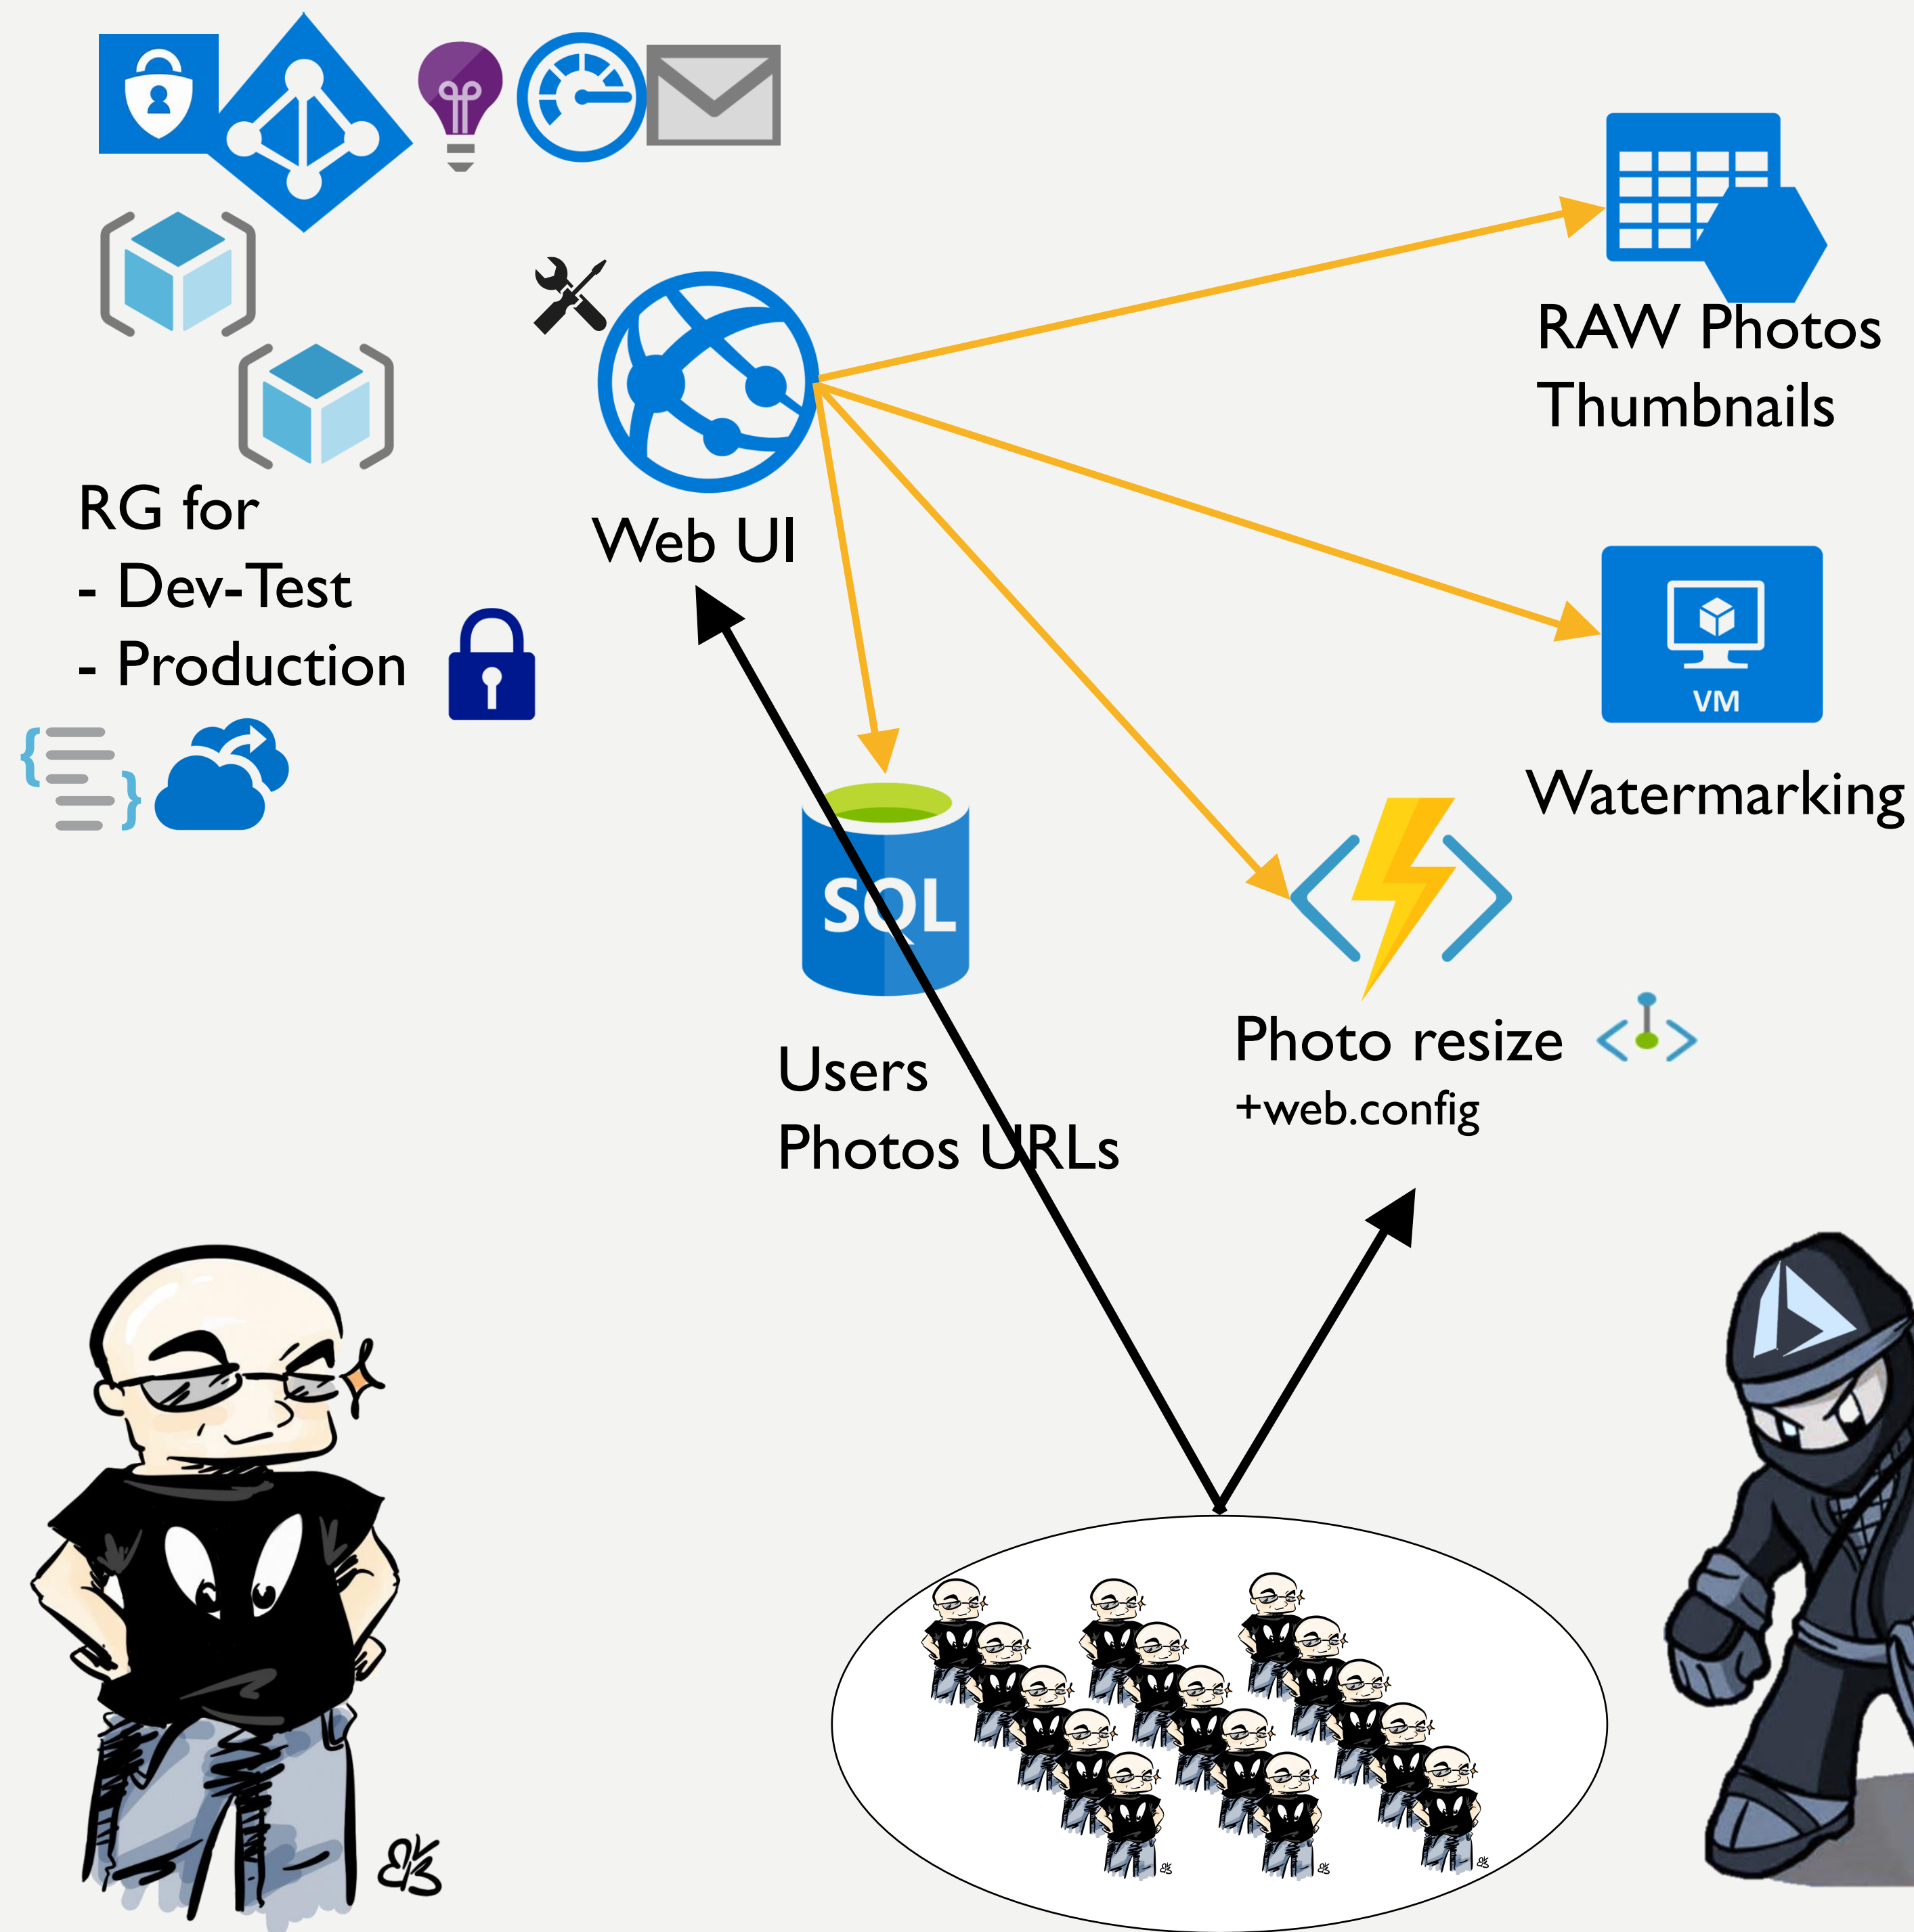 RAW Photos
Thumbnails
RG for
- Dev-Test
- Production
Web UI
VM
Watermarking
SQL
Users
Photos URLs
Photo resize
+web.config